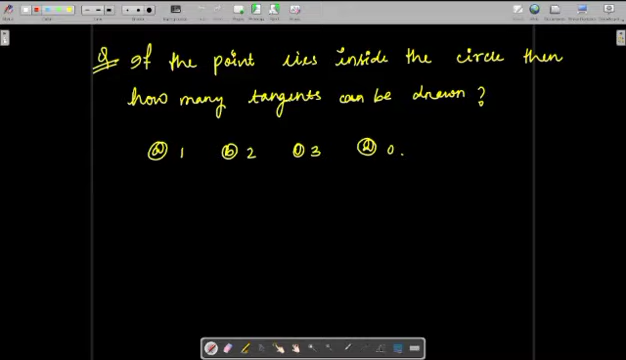 Q If the point lies inside the circle then
how many tangents can be drawn?
(a) 1 (b) 2 (c) 3 (d) 0.